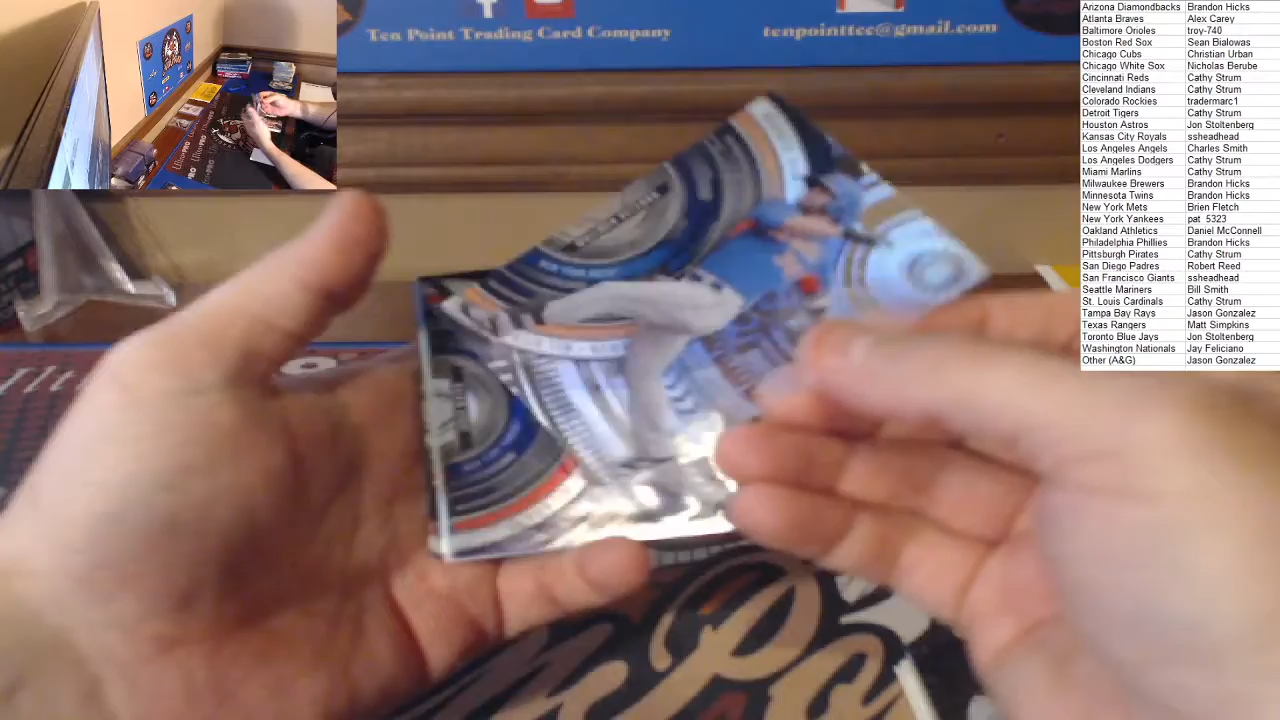 Ten Point Trading Card Company
tenpointtcc@gmail.com
Arizona Diamondbacks Brandon Hicks
Atlanta Braves Alex Carey
Baltimore Orioles troy-740
Boston Red Sox Sean Bialowas
Chicago Cubs Christian Urban
Chicago White Sox Nicholas Berube
Cincinnati Reds Cathy Strum
Cleveland Indians Cathy Strum
Colorado Rockies tradermarc1
Detroit Tigers Cathy Strum
Houston Astros Jon Stoltenberg
Kansas City Royals ssheadhead
Los Angeles Angels Charles Smith
Los Angeles Dodgers Cathy Strum
Miami Marlins Cathy Strum
Milwaukee Brewers Brandon Hicks
Minnesota Twins Brandon Hicks
New York Mets Brien Fletch
New York Yankees pat_5323
Oakland Athletics Daniel McConnell
Philadelphia Phillies Brandon Hicks
Pittsburgh Pirates Cathy Strum
San Diego Padres Robert Reed
San Francisco Giants ssheadhead
Seattle Mariners Bill Smith
St. Louis Cardinals Cathy Strum
Tampa Bay Rays Jason Gonzalez
Texas Rangers Matt Simpkins
Toronto Blue Jays Jon Stoltenberg
Washington Nationals Jay Feliciano
Other (A&G) Jason Gonzalez